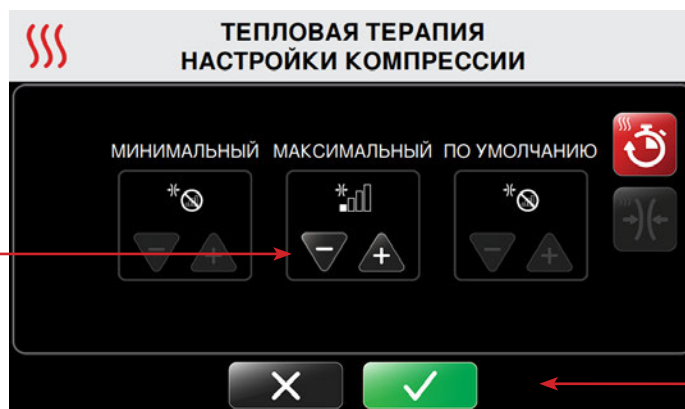 ТЕПЛОВАЯ ТЕРАПИЯ
НАСТРОЙКИ КОМПРЕССИИ
МИНИМАЛЬНЫЙ МАКСИМАЛЬНЫЙ ПО УМОЛЧАНИЮ